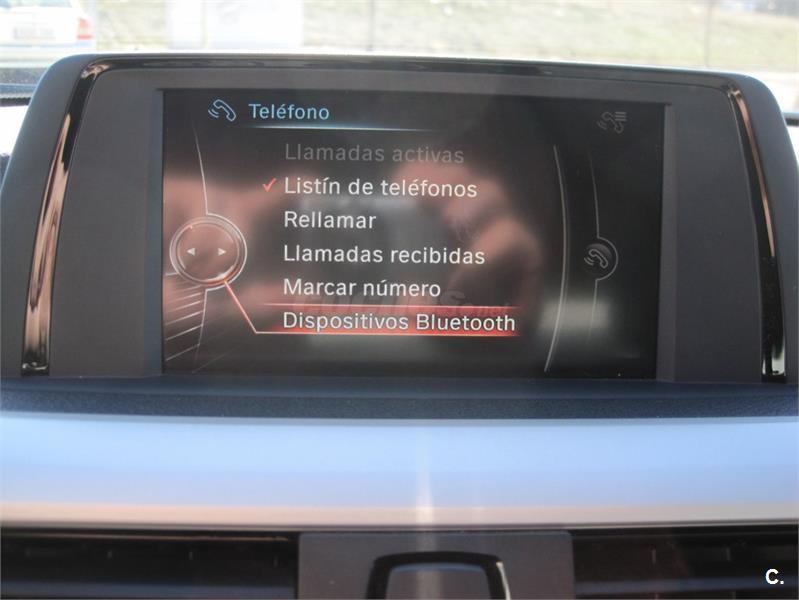 Teléfono
Llamadas activas
Listín de teléfonos
Rellamar
Llamadas recibidas
Marcar número
Dispositivos Bluetooth
C.